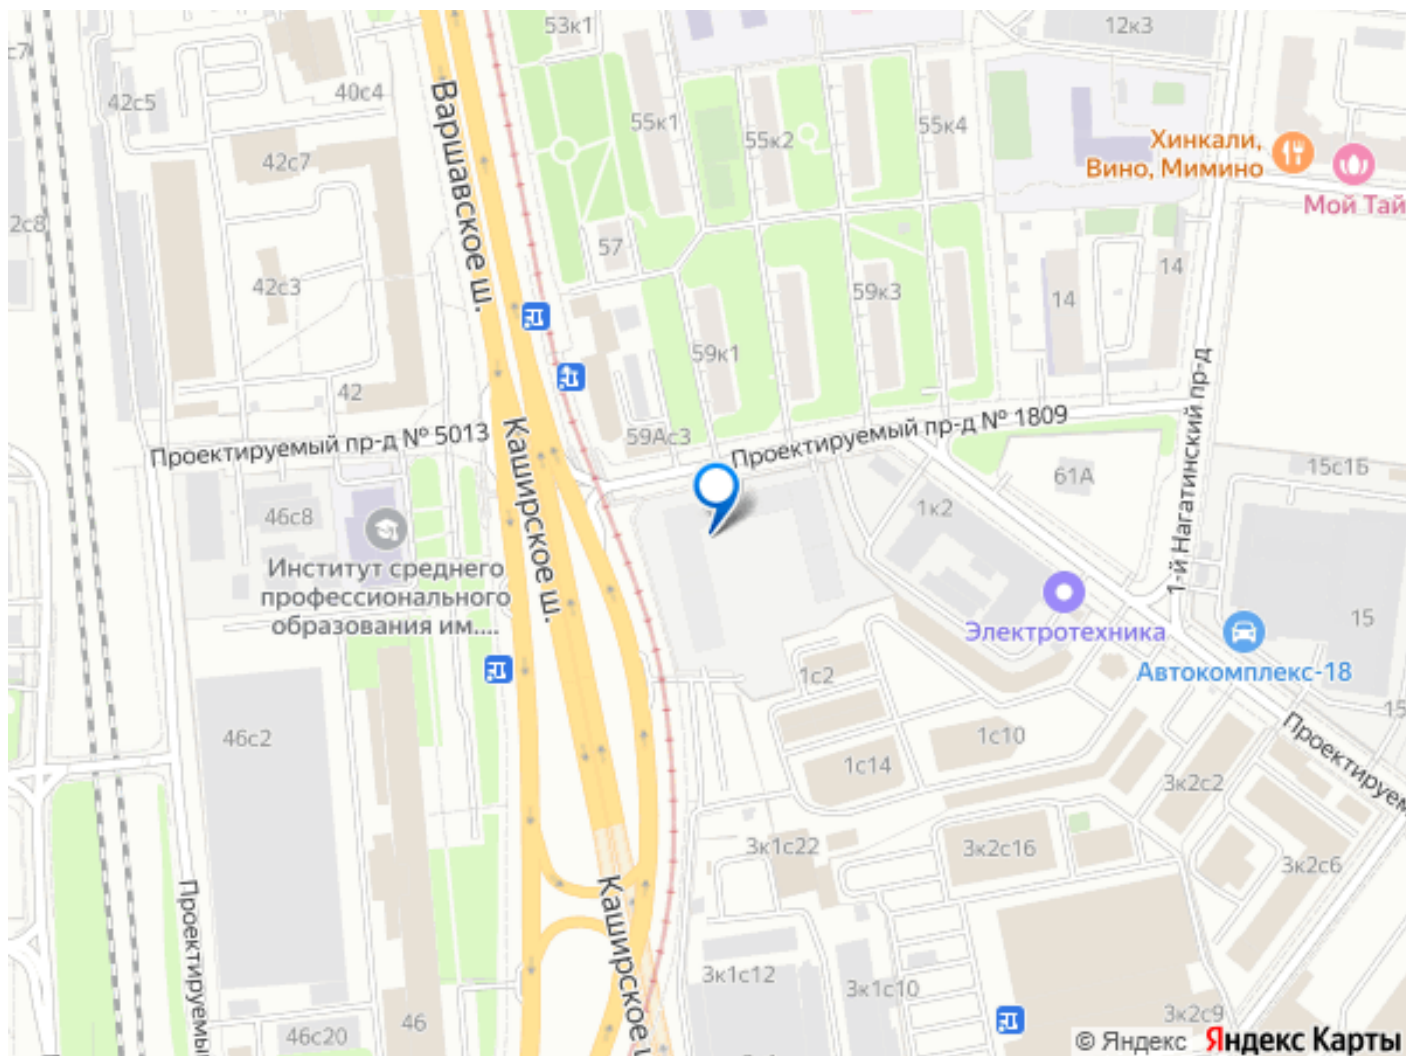 53к1
12к3
с7
42с5
40с4
Варшавское ш.
55к1
55к2
55к4
Хинкали,
Вино, Мимино
Мой Тай
42с7
2с8
57
14
42с3
59к3
14
59к1
1-й Нагатинский пр-д
42
Каширское ш.
59Ас3
Проектируемый пр-д № 1809
Проектируемый пр-д № 5013
61А
15с1Б
46с8
1к2
Институт среднего
профессионального
образования им....
Электротехника
15
Автокомплекс-18
1с2
15
46с2
1с10
Проектируем
1с14
3к2с2
3к1с22
3к2с16
3к2с6
Проектируемый
Каширское
3к1с12
3к1с10
3к2с9
46с20
46
© Яндекс Яндекс Карты